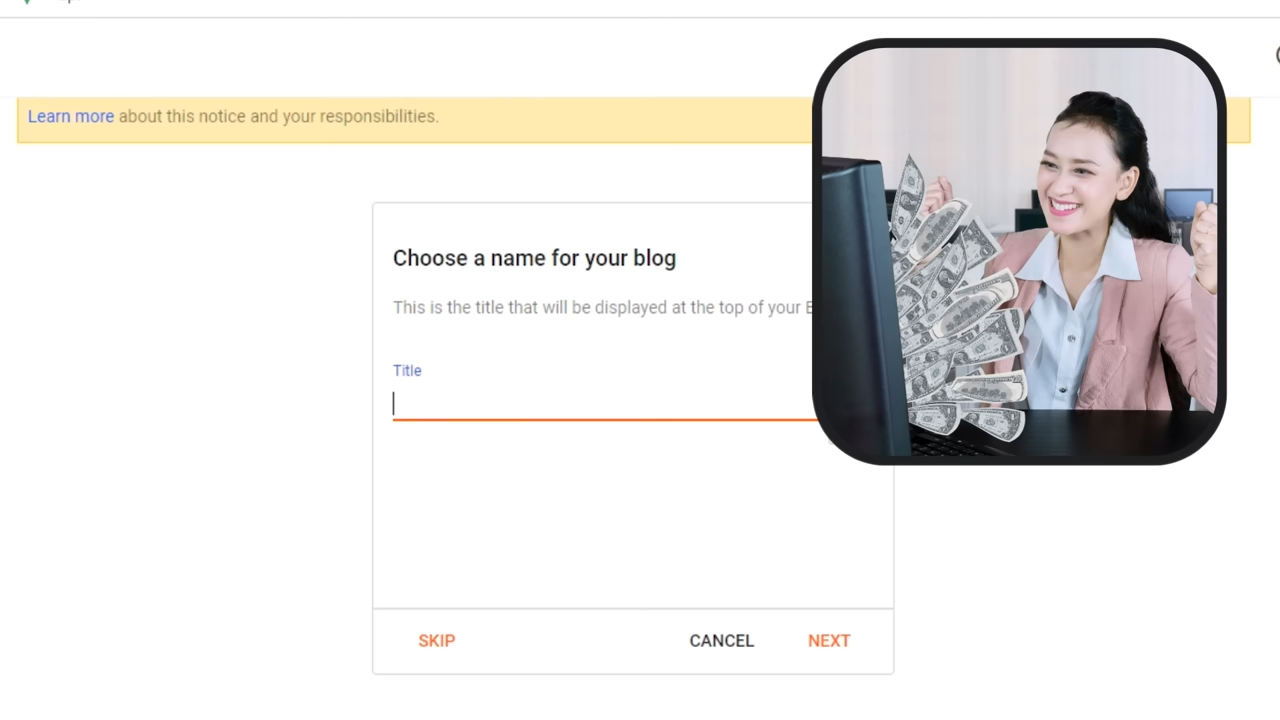 Learn more about this notice and your responsibilities.
Choose a name for your blog
This is the title that will be displayed at the top of your
Title
SKIP CANCEL NEXT